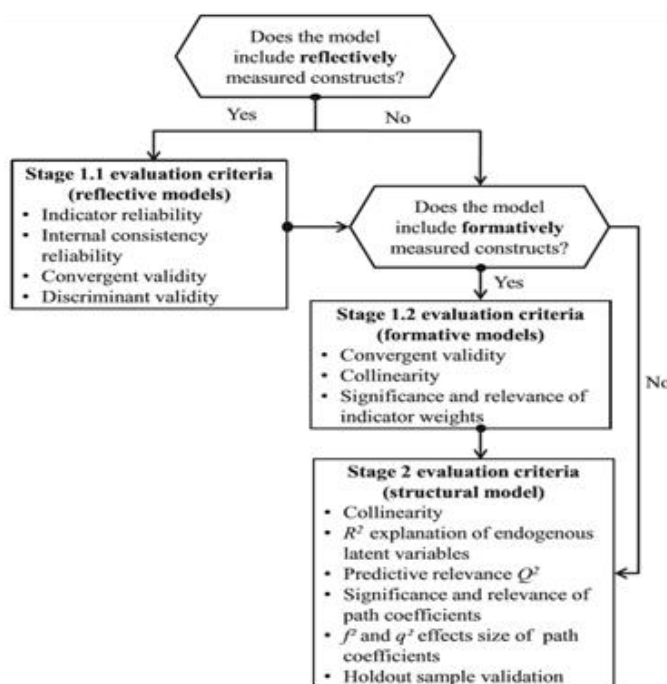 Does the model
include reflectively
measured constructs?
Yes
No
Stage 1.1 evaluation criteria
(reflective models)
• Indicator reliability
• Internal consistency
reliability
• Convergent validity
• Discriminant validity
Does the model
include formatively
measured constructs?
Yes
No
Stage 1.2 evaluation criteria
(formative models)
• Convergent validity
• Collinearity
• Significance and relevance of
indicator weights
Stage 2 evaluation criteria
(structural model)
• Collinearity
• R² explanation of endogenous
latent variables
• Predictive relevance Q²
• Significance and relevance of
path coefficients
• f² and q² effects size of path
coefficients
• Holdout sample validation